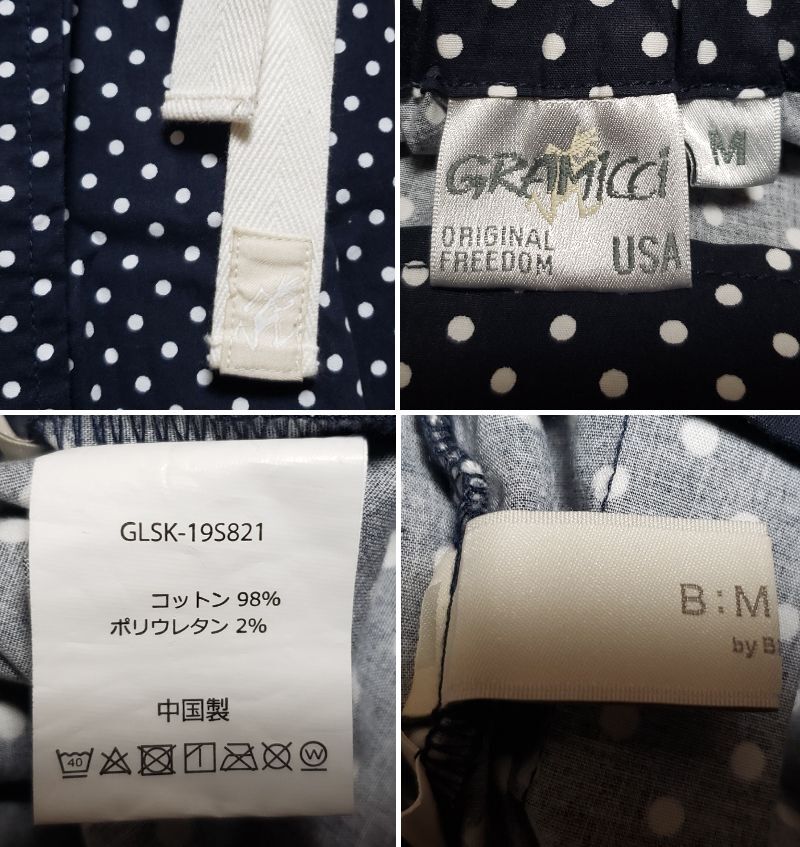 GRAMICCi
ORIGINAL
FREEDOM
USA
M
GLSK-19S821
コットン 98%
ポリウレタン 2%
中国製
40
W
B:M
by B